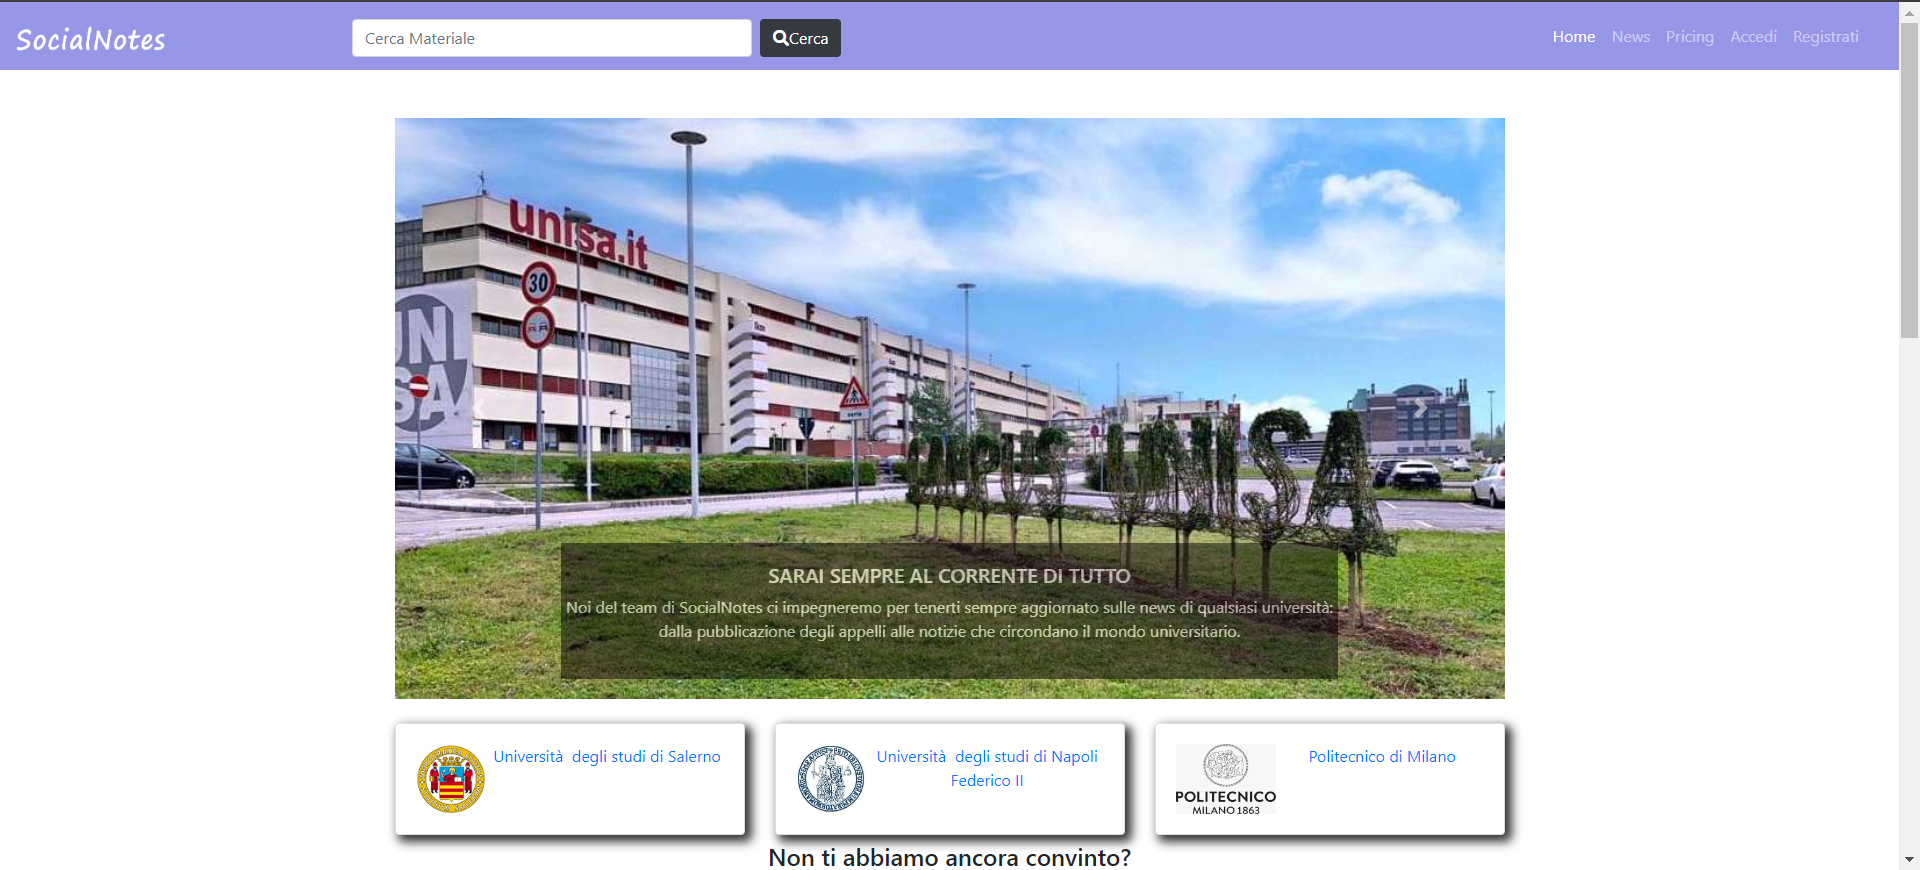 SocialNotes
Cerca Materiale
Cerca
Home News Pricing Accedi Registrati
unisa.it
30
UN
SA
CAMPUS UNISA
SARAI SEMPRE AL CORRENTE DI TUTTO
Noi del team di SocialNotes ci impegneremo per tenerti sempre aggiornato sulle news di qualsiasi università:
dalla pubblicazione degli appelli alle notizie che circondano il mondo universitario.
Università  degli studi di Salerno
Università  degli studi di Napoli
Federico II
POLITECNICO
MILANO 1863
Politecnico di Milano
Non ti abbiamo ancora convinto?